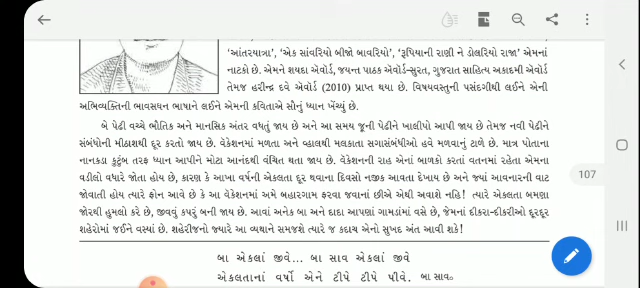 'આંતરયાત્રા', 'એક સાંવરિયો બીજો બાવરિયો', 'રૂપિયાની રાણી ને ડોલરિયો રાજા' એમનાં
નાટકો છે. એમને શયદા એવોર્ડ, જયન્ત પાઠક એવોર્ડ-સુરત, ગુજરાત સાહિત્ય અકાદમી એવોર્ડ
તેમજ હરીન્દ્ર દવે એવોર્ડ (2010) પ્રાપ્ત થયા છે. વિષયવસ્તુની પસંદગીથી લઈને એની
અભિવ્યક્તિની ભાવસઘન ભાષાને લઈને એમની કવિતાએ સૌનું ધ્યાન ખેંચ્યું છે.
બે પેઢી વચ્ચે ભૌતિક અને માનસિક અંતર વધતું જાય છે અને આ સમય જૂની પેઢીને ખાલીપો આપી જાય છે તેમજ નવી પેઢીને
સંબંધોની મીઠાશથી દૂર કરતો જાય છે. વૅકેશનમાં મળતા અને વ્હાલથી મલકાતા સગાસંબંધીઓ હવે મળવાનું ટાળે છે. માત્ર પોતાના
નાનકડા કુટુંબ તરફ ધ્યાન આપીને મોટા આનંદથી વંચિત થતા જાય છે. વૅકેશનની રાહ એનાં બાળકો કરતાં વતનમાં રહેતા એમના
વડીલો વધારે જોતા હોય છે, કારણ કે આખા વર્ષની એકલતા દૂર થવાના દિવસો નજીક આવતા દેખાય છે અને જ્યાં આવનારની વાટ
જોવાતી હોય ત્યારે ફોન આવે છે કે આ વૅકેશનમાં અમે બહારગામ ફરવા જવાનાં છીએ એથી અવાશે નહિ! ત્યારે એકલતા બમણા
જોરથી હુમલો કરે છે, જીવવું કપરું બની જાય છે. આવાં અનેક બા અને દાદા આપણાં ગામડાંમાં વસે છે, જેમનાં દીકરા-દીકરીઓ દૂરદૂર
શહેરોમાં જઈને વસ્યાં છે. શહેરીજનો જ્યારે આ વ્યથાને સમજશે ત્યારે જ કદાચ એનો સુખદ અંત આવી શકે!
107
બા એકલાં જીવે... બા સાવ એકલાં જીવે
એકલતાનાં વર્ષો એને ટીપે ટીપે પીવે. બા સાવ૦